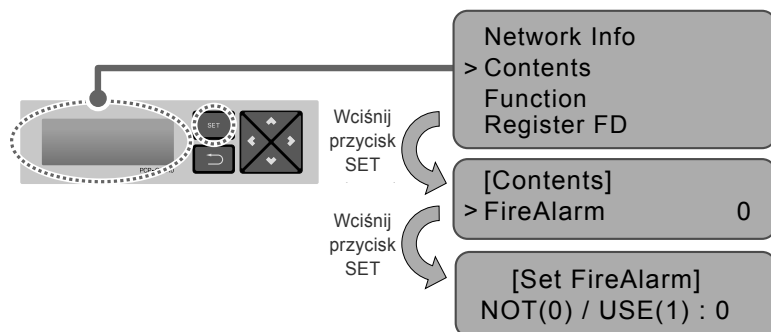 Network Info
> Contents
Function
Register FD
SET
Wciśnij
przycisk
SET
[Contents]
> FireAlarm 0
Wciśnij
przycisk
SET
[Set FireAlarm]
NOT(0) / USE(1) : 0